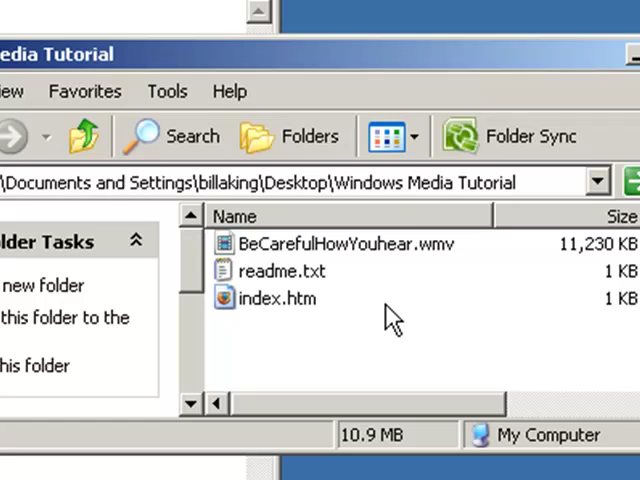 edia Tutorial
ew Favorites Tools Help
Search Folders Folder Sync
\Documents and Settings\billaking\Desktop\Windows Media Tutorial
Name Size
older Tasks
BeCarefulHowYouhear.wmv 11,230 KB
readme.txt 1 KB
new folder
index.htm 1 KB
this folder to the
his folder
10.9 MB My Computer